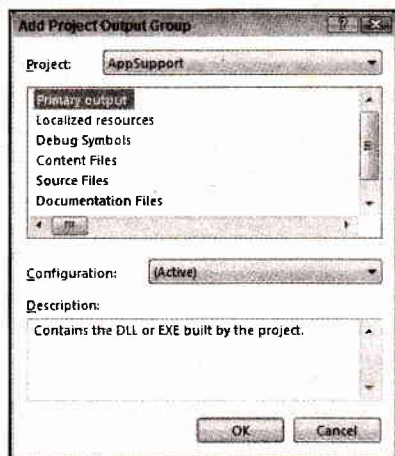 Add Project Output Group
Project: AppSupport
Primary output
Localized resources
Debug Symbols
Content Files
Source Files
Documentation Files
Configuration: (Active)
Description:
Contains the DLL or EXE built by the project.
OK Cancel